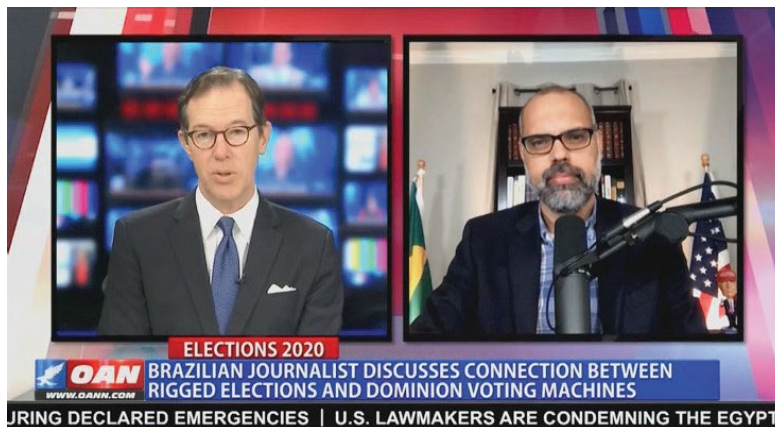 ELECTIONS 2020
OAN
WWW.OANN.COM
BRAZILIAN JOURNALIST DISCUSSES CONNECTION BETWEEN
RIGGED ELECTIONS AND DOMINION VOTING MACHINES
URING DECLARED EMERGENCIES | U.S. LAWMAKERS ARE CONDEMNING THE EGYPT